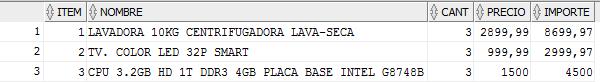 ITEM NOMBRE CANT PRECIO IMPORTE
1 1 LAVADORA 10KG CENTRIFUGADORA LAVA-SECA 3 2899,99 8699,97
2 2 TV. COLOR LED 32P SMART 3 999,99 2999,97
3 3 CPU 3.2GB HD 1T DDR3 4GB PLACA BASE INTEL G8748B 3 1500 4500